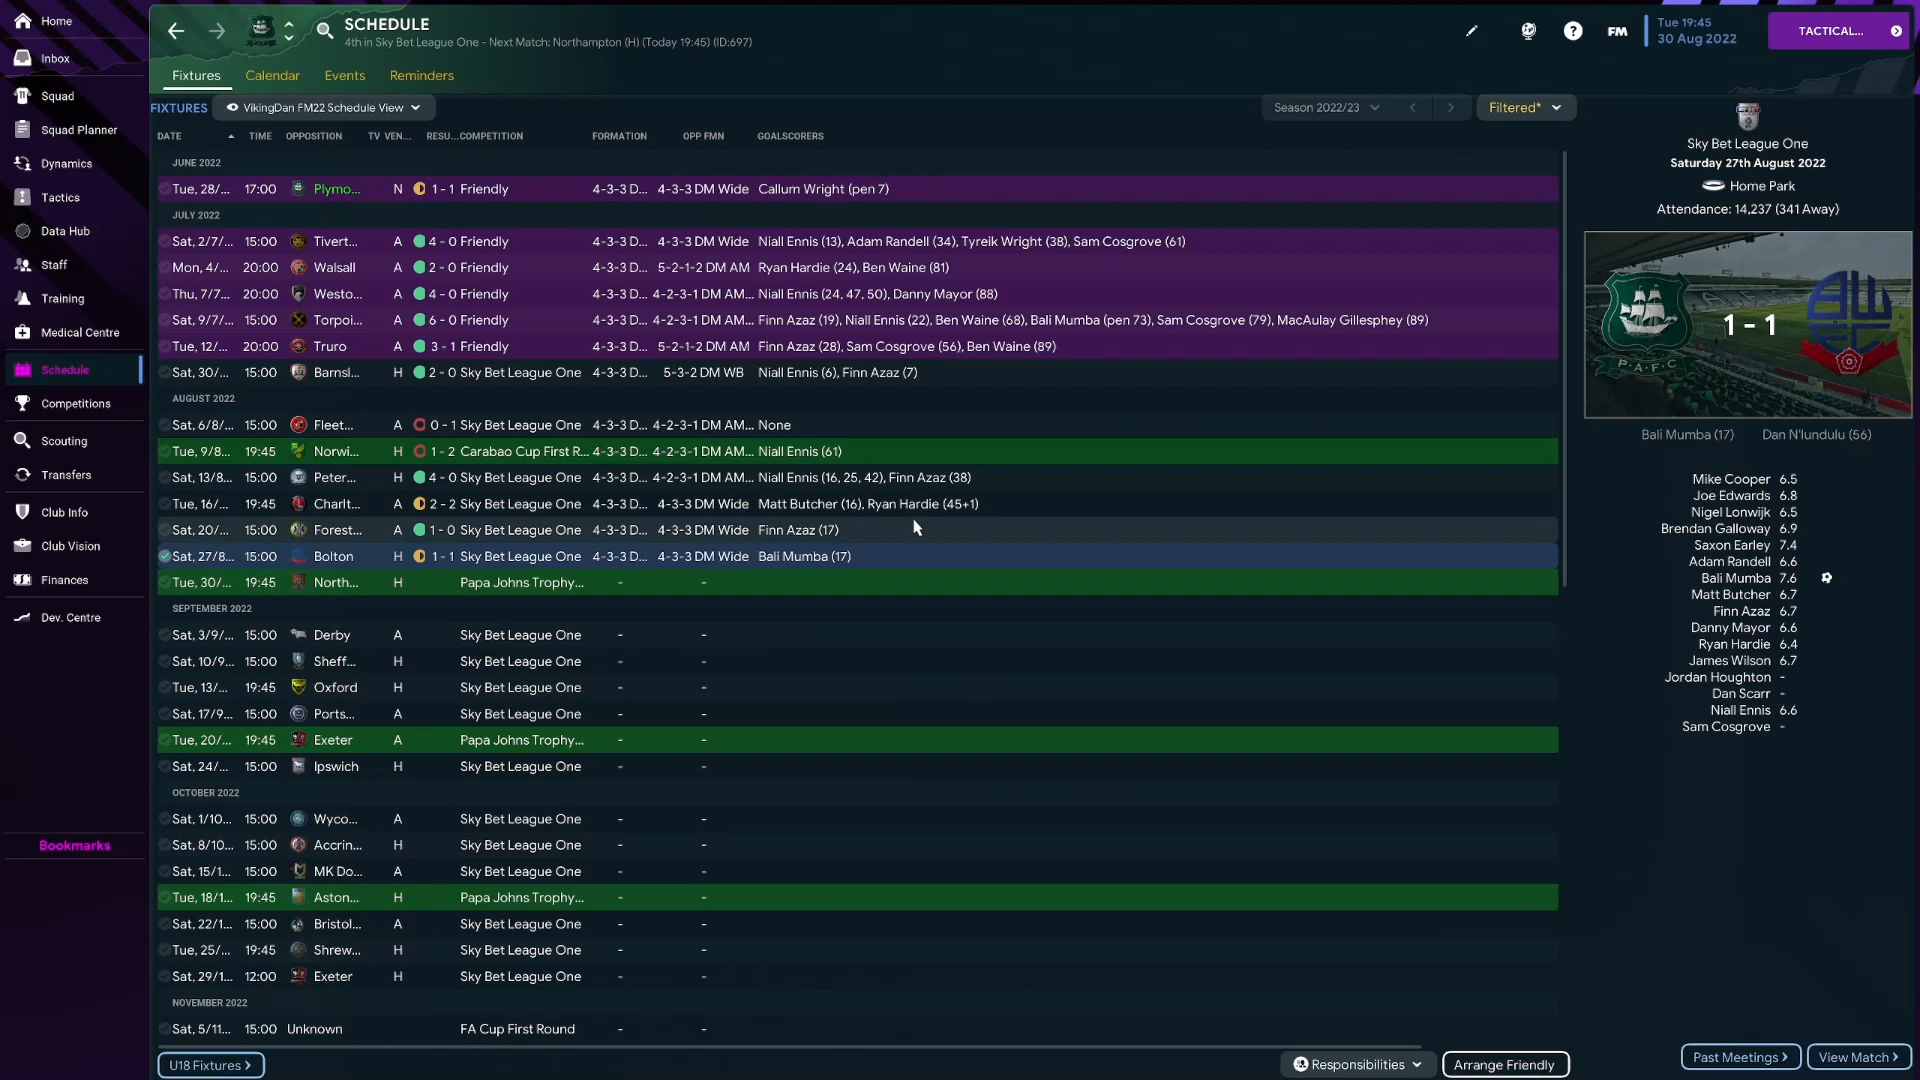 Home
Inbox
Squad
Squad Planner
Dynamics
Tactics
Data Hub
Staff
Training
Medical Centre
Schedule
Competitions
Scouting
Transfers
Club Info
Club Vision
Finances
Dev. Centre
Bookmarks
SCHEDULE
4th in Sky Bet League One - Next Match: Northampton (H) (Today 19:45) (ID:697)
FM
Tue 19:45
30 Aug 2022
TACTICAL...
Fixtures Calendar Events Reminders
FIXTURES VikingDan FM22 Schedule View Season 2022/23 Filtered*
DATE TIME OPPOSITION TV VEN... RESU... COMPETITION FORMATION OPP FMN GOALSCORERS
JUNE 2022
Tue, 28/... 17:00 Plymo... N 1 - 1 Friendly 4-3-3 D... 4-3-3 DM Wide Callum Wright (pen 7)
JULY 2022
Sat, 2/7/... 15:00 Tivert... A 4 - 0 Friendly 4-3-3 D... 4-3-3 DM Wide Niall Ennis (13), Adam Randell (34), Tyreik Wright (38), Sam Cosgrove (61)
Mon, 4/... 20:00 Walsall A 2 - 0 Friendly 4-3-3 D... 5-2-1-2 DM AM Ryan Hardie (24), Ben Waine (81)
Thu, 7/7... 20:00 Westo... A 4 - 0 Friendly 4-3-3 D... 4-2-3-1 DM AM... Niall Ennis (24, 47, 50), Danny Mayor (88)
Sat, 9/7/... 15:00 Torpoi... A 6 - 0 Friendly 4-3-3 D... 4-2-3-1 DM AM... Finn Azaz (19), Niall Ennis (22), Ben Waine (68), Bali Mumba (pen 73), Sam Cosgrove (79), MacAulay Gillesphey (89)
Tue, 12/... 20:00 Truro A 3 - 1 Friendly 4-3-3 D... 5-2-1-2 DM AM Finn Azaz (28), Sam Cosgrove (56), Ben Waine (89)
Sat, 30/... 15:00 Barnsl... H 2 - 0 Sky Bet League One 4-3-3 D... 5-3-2 DM WB Niall Ennis (6), Finn Azaz (7)
AUGUST 2022
Sat, 6/8/... 15:00 Fleet... A 0 - 1 Sky Bet League One 4-3-3 D... 4-2-3-1 DM AM... None
Tue, 9/8... 19:45 Norwi... H 1 - 2 Carabao Cup First R... 4-3-3 D... 4-2-3-1 DM AM... Niall Ennis (61)
Sat, 13/8/... 15:00 Peter... H 4 - 0 Sky Bet League One 4-3-3 D... 4-2-3-1 DM AM... Niall Ennis (16, 25, 42), Finn Azaz (38)
Tue, 16/... 19:45 Charlt... A 2 - 2 Sky Bet League One 4-3-3 D... 4-3-3 DM Wide Matt Butcher (16), Ryan Hardie (45+1)
Sat, 20/... 15:00 Forest... A 1 - 0 Sky Bet League One 4-3-3 D... 4-3-3 DM Wide Finn Azaz (17)
Sat, 27/8... 15:00 Bolton H 1 - 1 Sky Bet League One 4-3-3 D... 4-3-3 DM Wide Bali Mumba (17)
Tue, 30/... 19:45 North... H Papa Johns Trophy... - -
SEPTEMBER 2022
Sat, 3/9/... 15:00 Derby A Sky Bet League One - -
Sat, 10/9... 15:00 Sheff... H Sky Bet League One - -
Tue, 13/... 19:45 Oxford H Sky Bet League One - -
Sat, 17/9... 15:00 Ports... A Sky Bet League One - -
Tue, 20/... 19:45 Exeter A Papa Johns Trophy... - -
Sat, 24/... 15:00 Ipswich H Sky Bet League One - -
OCTOBER 2022
Sat, 1/10... 15:00 Wyco... A Sky Bet League One - -
Sat, 8/10... 15:00 Accrin... H Sky Bet League One - -
Sat, 15/1... 15:00 MK Do... A Sky Bet League One - -
Tue, 18/1... 19:45 Aston... H Papa Johns Trophy... - -
Sat, 22/1... 15:00 Bristol... A Sky Bet League One - -
Tue, 25/... 19:45 Shrew... H Sky Bet League One - -
Sat, 29/1... 12:00 Exeter H Sky Bet League One - -
NOVEMBER 2022
Sat, 5/11... 15:00 Unknown FA Cup First Round - -
U18 Fixtures > Responsibilities Arrange Friendly
Sky Bet League One
Saturday 27th August 2022
Home Park
Attendance: 14,237 (341 Away)
P.A.F.C
1 - 1
Bali Mumba (17) Dan N'lundulu (56)
Mike Cooper 6.5
Joe Edwards 6.8
Nigel Lonwijk 6.5
Brendan Galloway 6.9
Saxon Earley 7.4
Adam Randell 6.6
Bali Mumba 7.6
Matt Butcher 6.7
Finn Azaz 6.7
Danny Mayor 6.6
Ryan Hardie 6.4
James Wilson 6.7
Jordan Houghton -
Dan Scarr -
Niall Ennis 6.6
Sam Cosgrove -
Past Meetings > View Match >